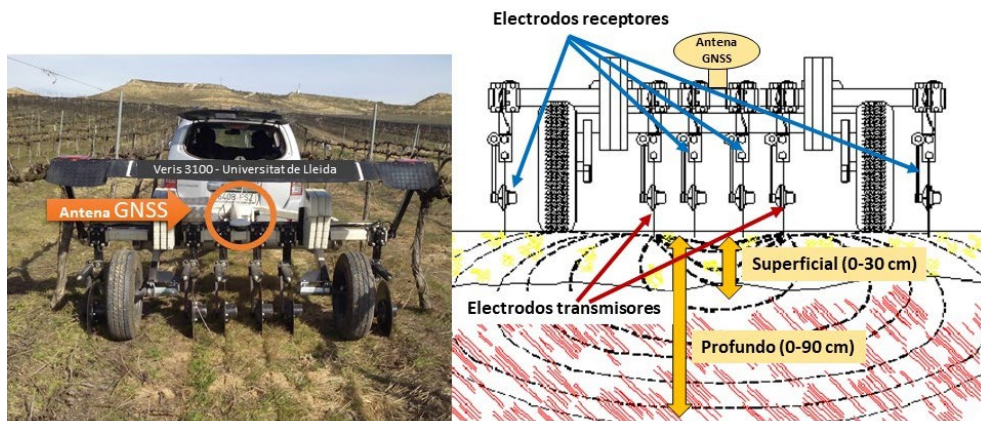 Veris 3100 - Universitat de Lleida
Antena GNSS
Electrodos receptores
Antena
GNSS
Superficial (0-30 cm)
Electrodos transmisores
Profundo (0-90 cm)